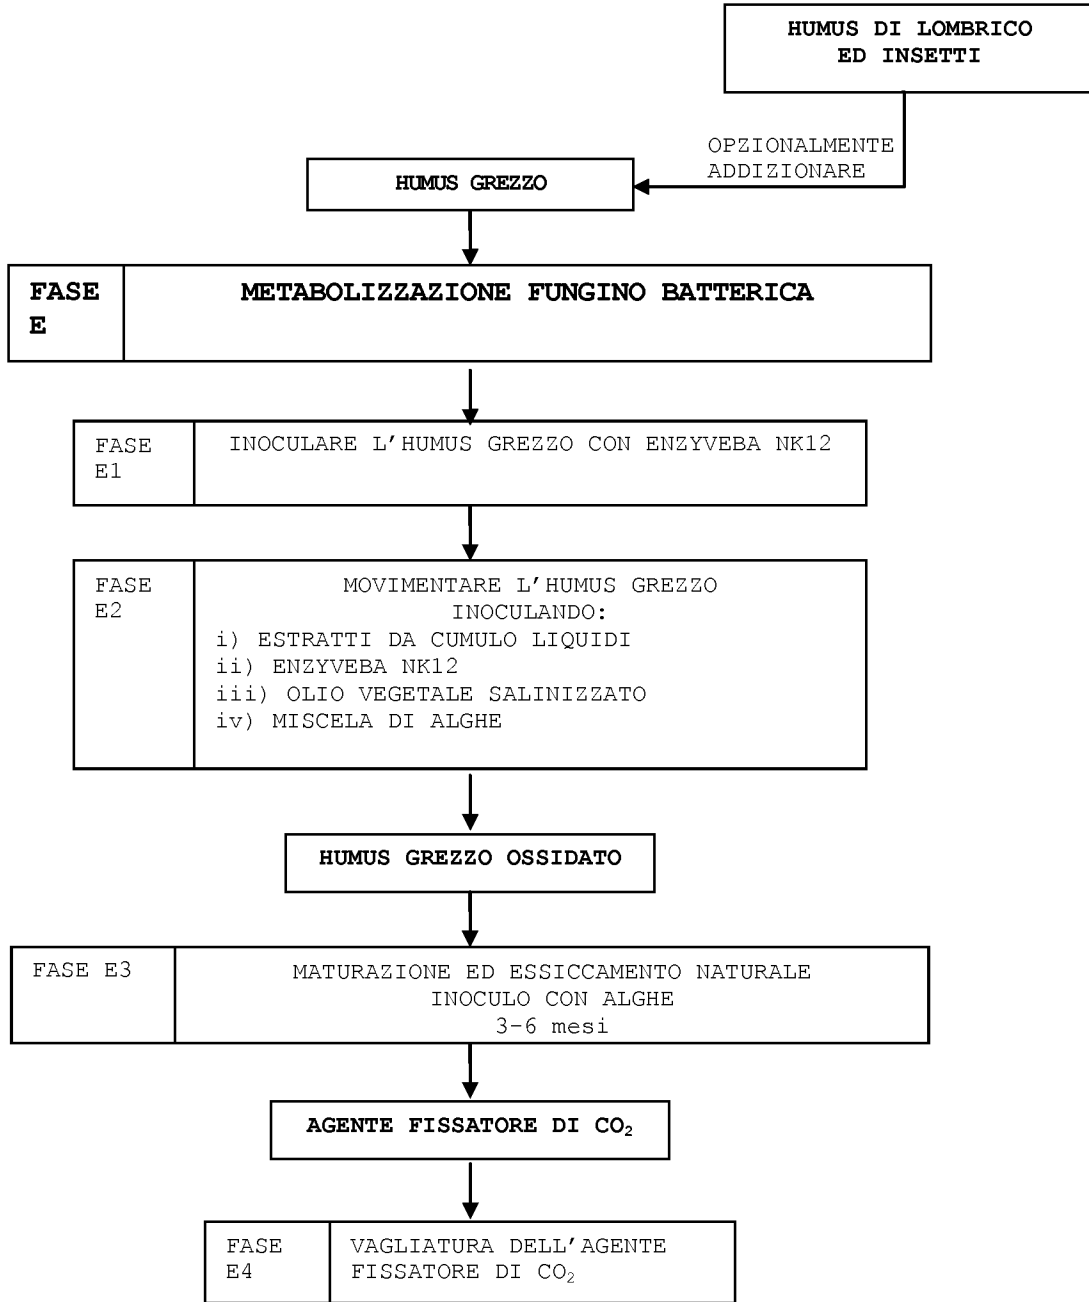 HUMUS DI LOMBRICO
ED INSETTI
OPZIONALMENTE
ADDIZIONARE
HUMUS GREZZO
FASE
E
METABOLIZZAZIONE FUNGINO BATTERICA
FASE
E1
INOCULARE L'HUMUS GREZZO CON ENZYVEBA NK12
FASE
E2
MOVIMENTARE L'HUMUS GREZZO
INOCULANDO:
i) ESTRATTI DA CUMULO LIQUIDI
ii) ENZYVEBA NK12
iii) OLIO VEGETALE SALINIZZATO
iv) MISCELA DI ALGHE
HUMUS GREZZO OSSIDATO
FASE E3
MATURAZIONE ED ESSICCAMENTO NATURALE
INOCULO CON ALGHE
3-6 mesi
AGENTE FISSATORE DI CO₂
FASE
E4
VAGLIATURA DELL'AGENTE
FISSATORE DI CO₂